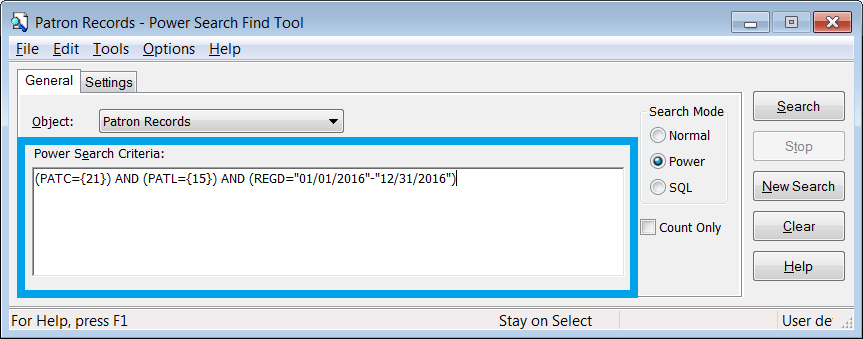 Patron Records - Power Search Find Tool
File Edit Tools Options Help
General Settings
Object: Patron Records
Power Search Criteria:
(PATC={21}) AND (PATL={15}) AND (REGD="01/01/2016"-"12/31/2016")
Search Mode
Normal
Power
SQL
Count Only
Search
Stop
New Search
Clear
Help
For Help, press F1 Stay on Select User de